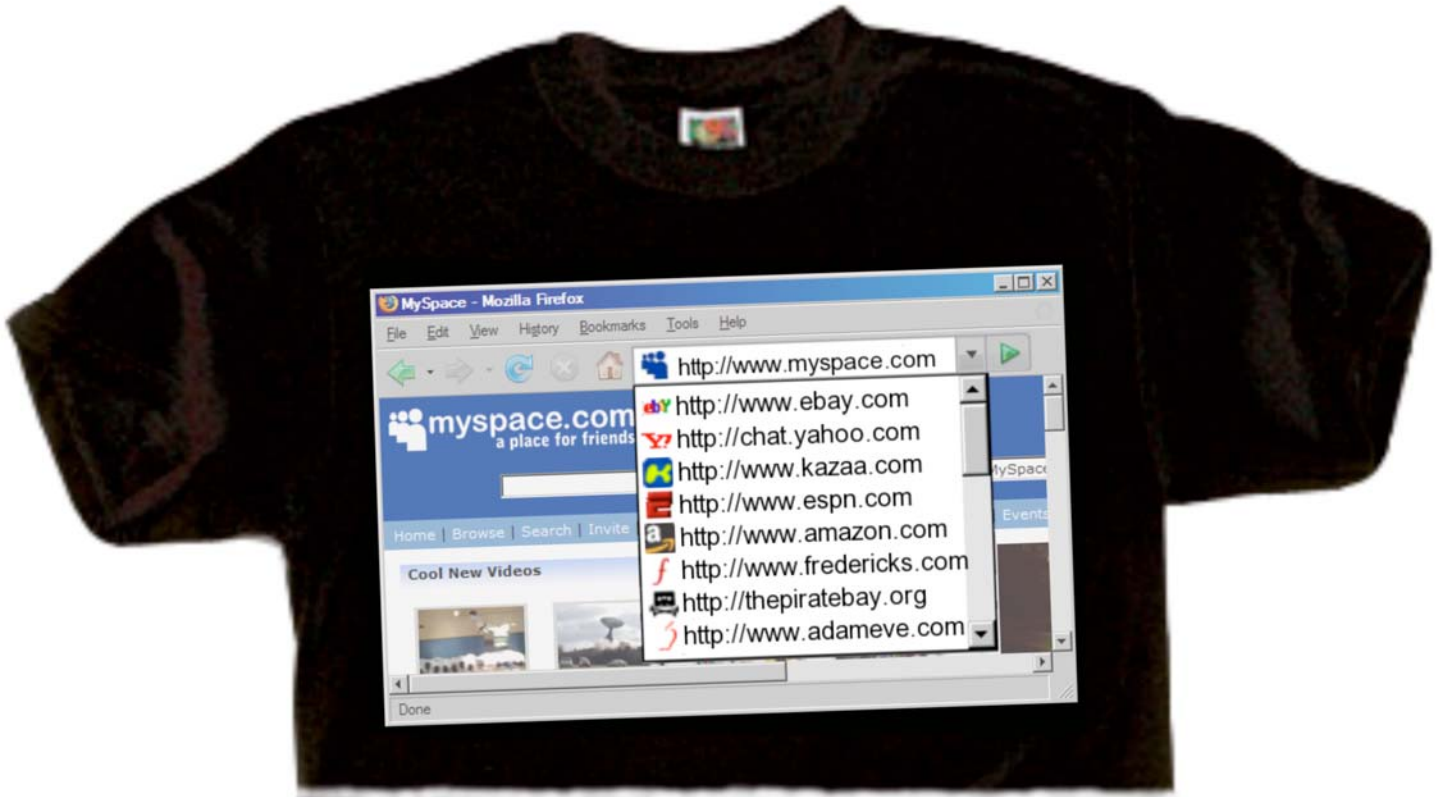 MySpace - Mozilla Firefox
File Edit View History Bookmarks Tools Help
http://www.myspace.com
myspace.com
a place for friends
ebY http://www.ebay.com
Y! http://chat.yahoo.com
http://www.kazaa.com
http://www.espn.com
MySpace
a http://www.amazon.com
Home | Browse | Search | Invite
Events
f http://www.fredericks.com
Cool New Videos
http://thepiratebay.org
http://www.adameve.com
Done